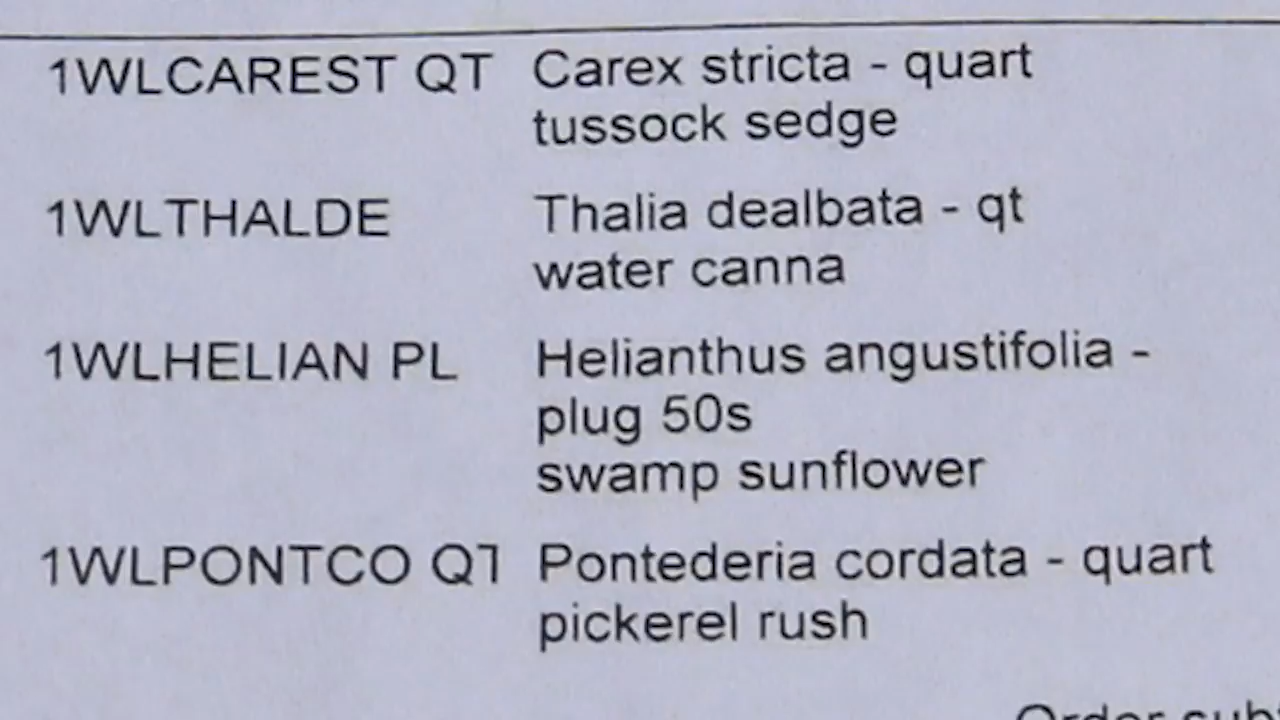 1WLCAREST QT Carex stricta - quart
tussock sedge
1WLTHALDE Thalia dealbata - qt
water canna
1WLHELIAN PL Helianthus angustifolia -
plug 50s
swamp sunflower
1WLPONTCO QT Pontederia cordata - quart
pickerel rush
Order